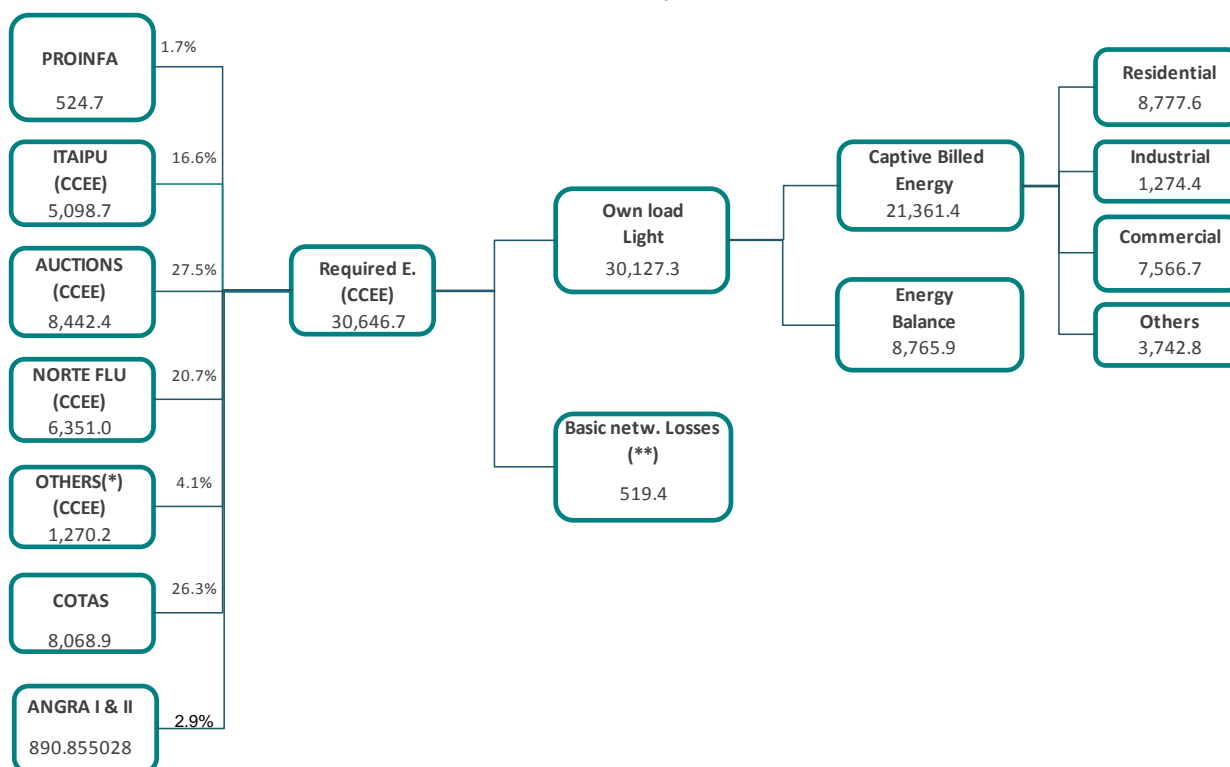 PROINFA
524.7
1.7%
ITAIPU
(CCEE)
5,098.7
16.6%
AUCTIONS
(CCEE)
8,442.4
27.5%
NORTE FLU
(CCEE)
6,351.0
20.7%
OTHERS(*)
(CCEE)
1,270.2
4.1%
COTAS
8,068.9
26.3%
ANGRA I & II
890.855028
2.9%
Required E.
(CCEE)
30,646.7
Own load
Light
30,127.3
Basic netw. Losses
(**)
519.4
Captive Billed
Energy
21,361.4
Energy
Balance
8,765.9
Residential
8,777.6
Industrial
1,274.4
Commercial
7,566.7
Others
3,742.8